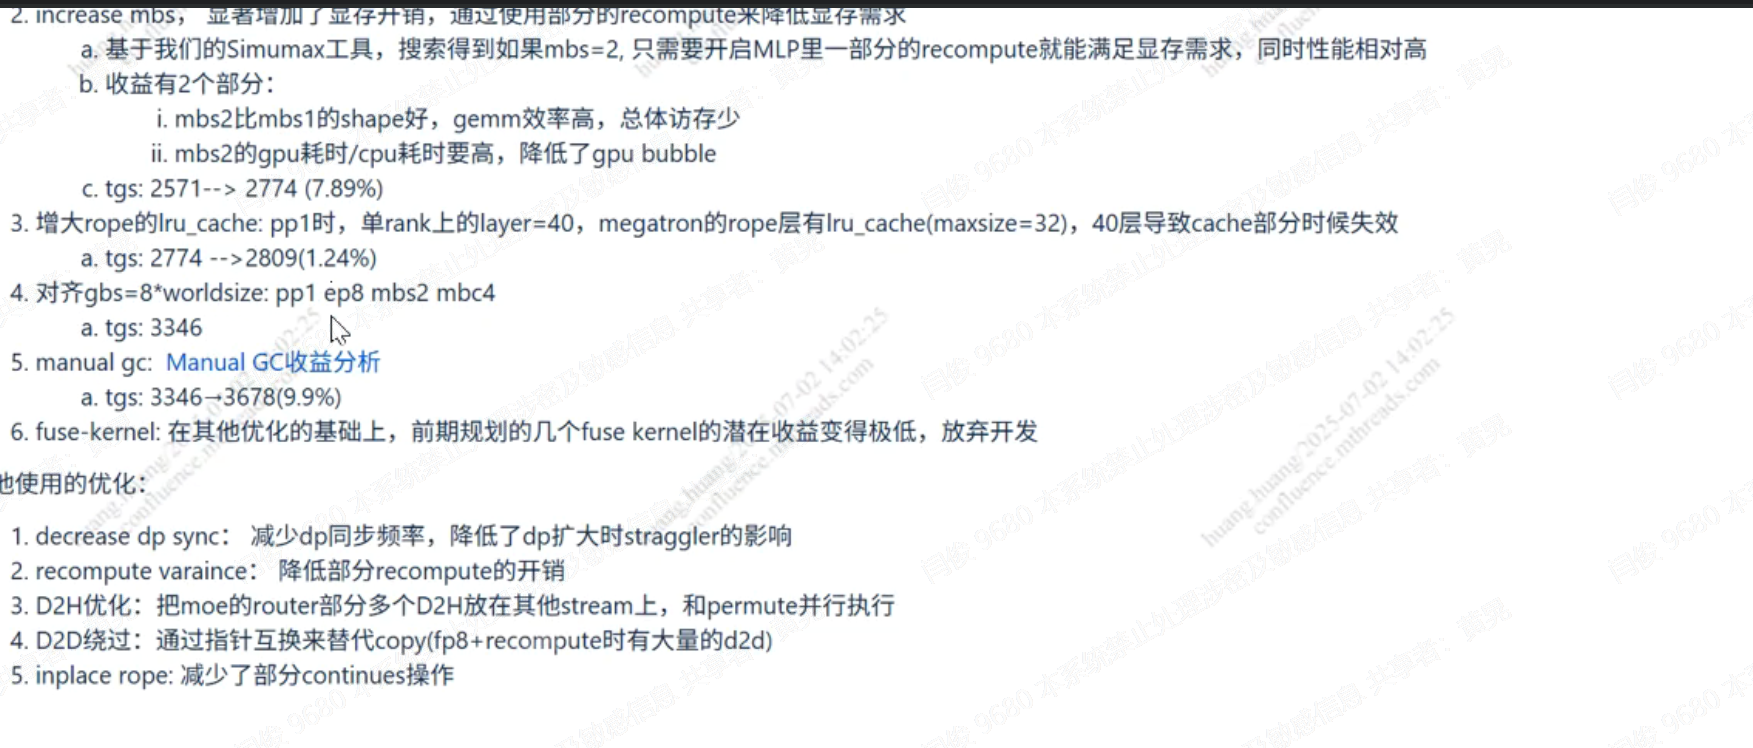 2. increase mbs， 显著增加了显存开销，通过使用部分的recompute来降低显存需求
a. 基于我们的Simumax工具，搜索得到如果mbs=2, 只需要开启MLP里一部分的recompute就能满足显存需求，同时性能相对高
b. 收益有2个部分：
i. mbs2比mbs1的shape好，gemm效率高，总体访存少
ii. mbs2的gpu耗时/cpu耗时要高，降低了gpu bubble
c. tgs: 2571--> 2774 (7.89%)
3. 增大rope的lru_cache: pp1时，单rank上的layer=40，megatron的rope层有lru_cache(maxsize=32)，40层导致cache部分时候失效
a. tgs: 2774 -->2809(1.24%)
4. 对齐gbs=8*worldsize: pp1 ep8 mbs2 mbc4
a. tgs: 3346
5. manual gc: Manual GC收益分析
a. tgs: 3346→3678(9.9%)
6. fuse-kernel: 在其他优化的基础上，前期规划的几个fuse kernel的潜在收益变得极低，放弃开发
他使用的优化：
1. decrease dp sync： 减少dp同步频率，降低了dp扩大时straggler的影响
2. recompute varaince： 降低部分recompute的开销
3. D2H优化：把moe的router部分多个D2H放在其他stream上，和permute并行执行
4. D2D绕过：通过指针互换来替代copy(fp8+recompute时有大量的d2d)
5. inplace rope: 减少了部分continues操作
huang.huang 2025-07-02 14:02:25
confluence.mthreads.com